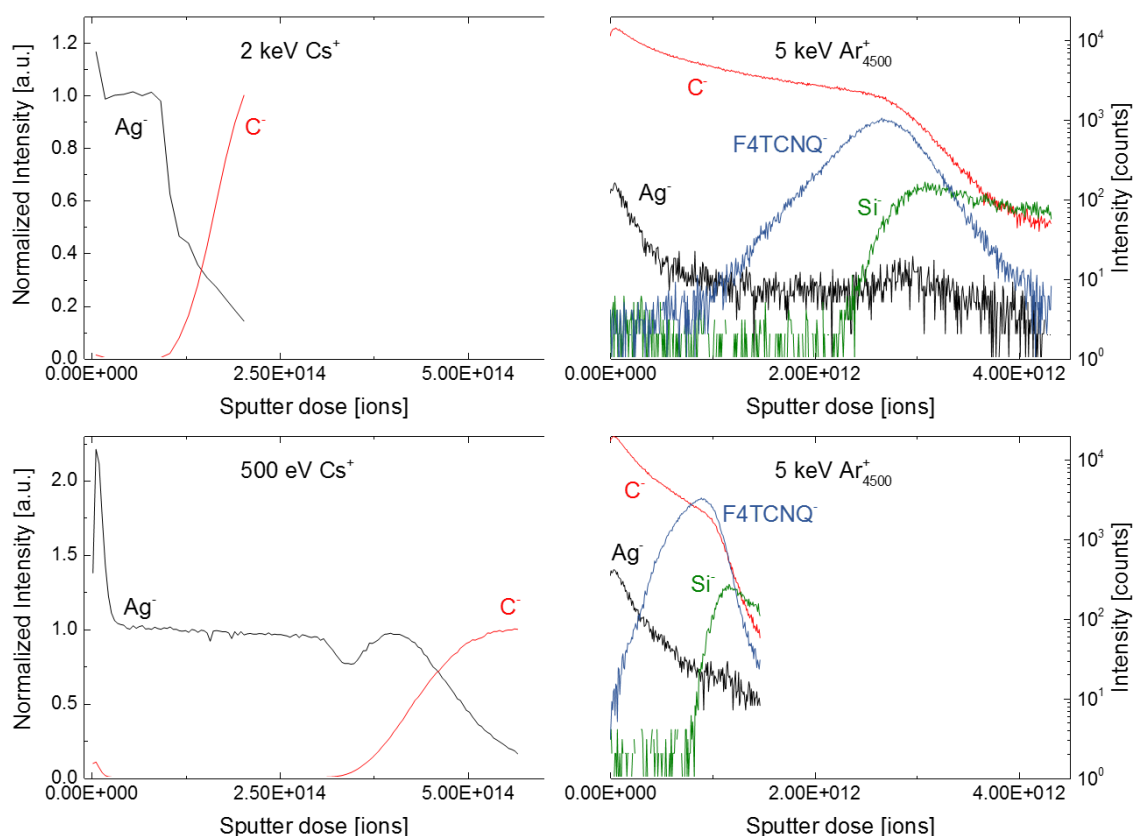 2 keV Cs⁺
1.2
1.0
0.8
0.6
0.4
0.2
0.0
Ag⁻
C⁻
Normalized Intensity [a.u.]
0.00E+000
2.50E+014
5.00E+014
Sputter dose [ions]
5 keV Ar⁺₄₅₀₀
C⁻
F4TCNQ⁻
Ag⁻
Si⁻
10⁴
10³
10²
10¹
10⁰
Intensity [counts]
0.00E+000
2.00E+012
4.00E+012
Sputter dose [ions]
500 eV Cs⁺
2.0
1.5
1.0
0.5
0.0
Ag⁻
C⁻
Normalized Intensity [a.u.]
0.00E+000
2.50E+014
5.00E+014
Sputter dose [ions]
5 keV Ar⁺₄₅₀₀
C⁻
F4TCNQ⁻
Ag⁻
Si⁻
10⁴
10³
10²
10¹
10⁰
Intensity [counts]
0.00E+000
2.00E+012
4.00E+012
Sputter dose [ions]